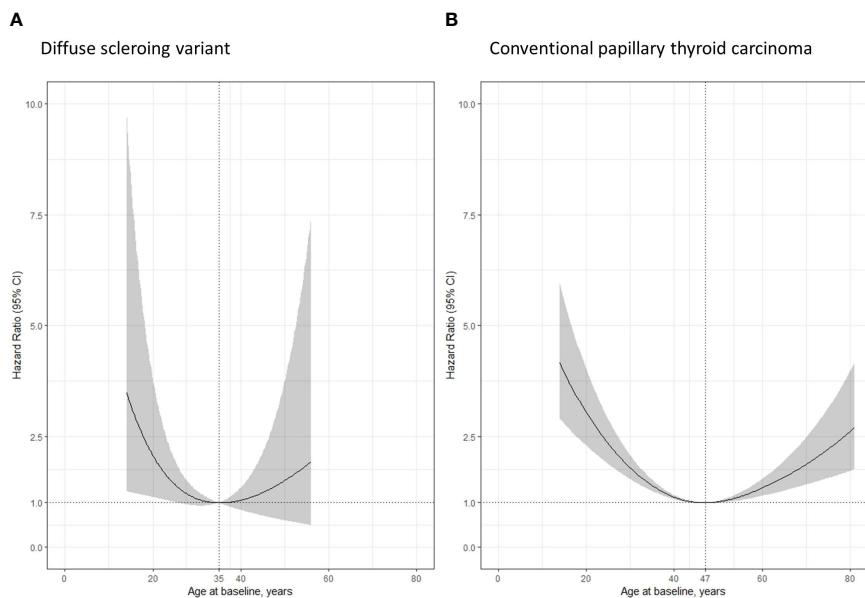 A
Diffuse scleroing variant
10.0
7.5
5.0
2.5
1.0
0.0
Hazard Ratio (95% CI)
0 20 35 40 60 80
Age at baseline, years
B
Conventional papillary thyroid carcinoma
10.0
7.5
5.0
2.5
1.0
0.0
Hazard Ratio (95% CI)
0 20 40 47 60 80
Age at baseline, years